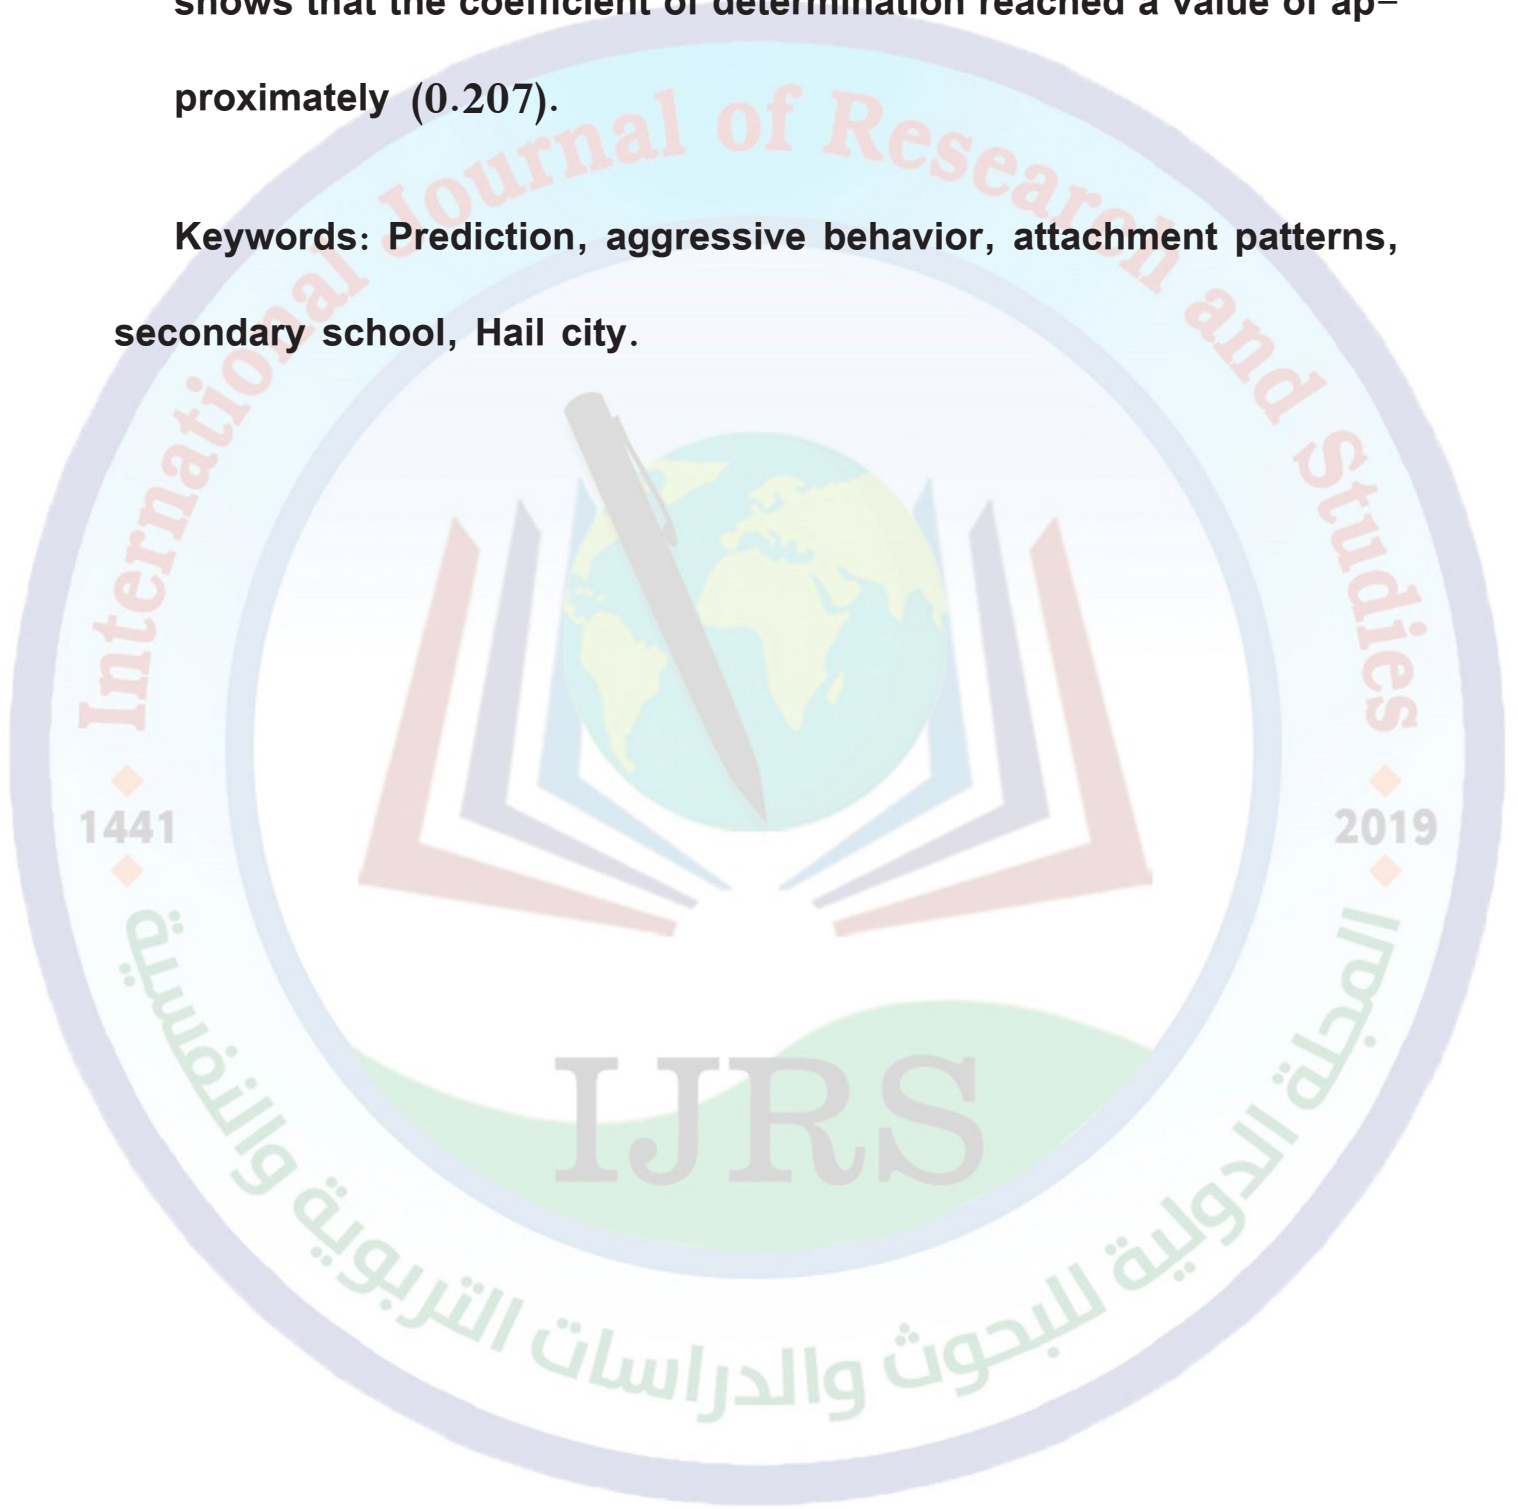 shows that the coefficient of determination reached a value of ap-
proximately (0.207).
Keywords: Prediction, aggressive behavior, attachment patterns,
secondary school, Hail city.
International Journal of Research and Studies
1441
2019
IJRS
المجلة الدولية للبحوث والدراسات التربوية والنفسية